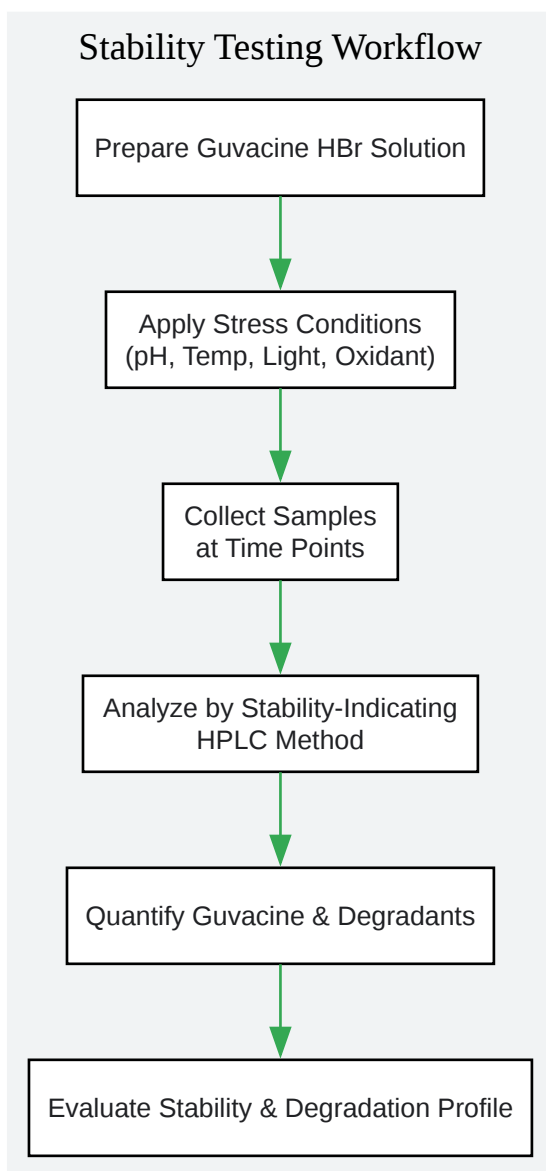 Stability Testing Workflow
Prepare Guvacine HBr Solution
Apply Stress Conditions
(pH, Temp, Light, Oxidant)
Collect Samples
at Time Points
Analyze by Stability-Indicating
HPLC Method
Quantify Guvacine & Degradants
Evaluate Stability & Degradation Profile